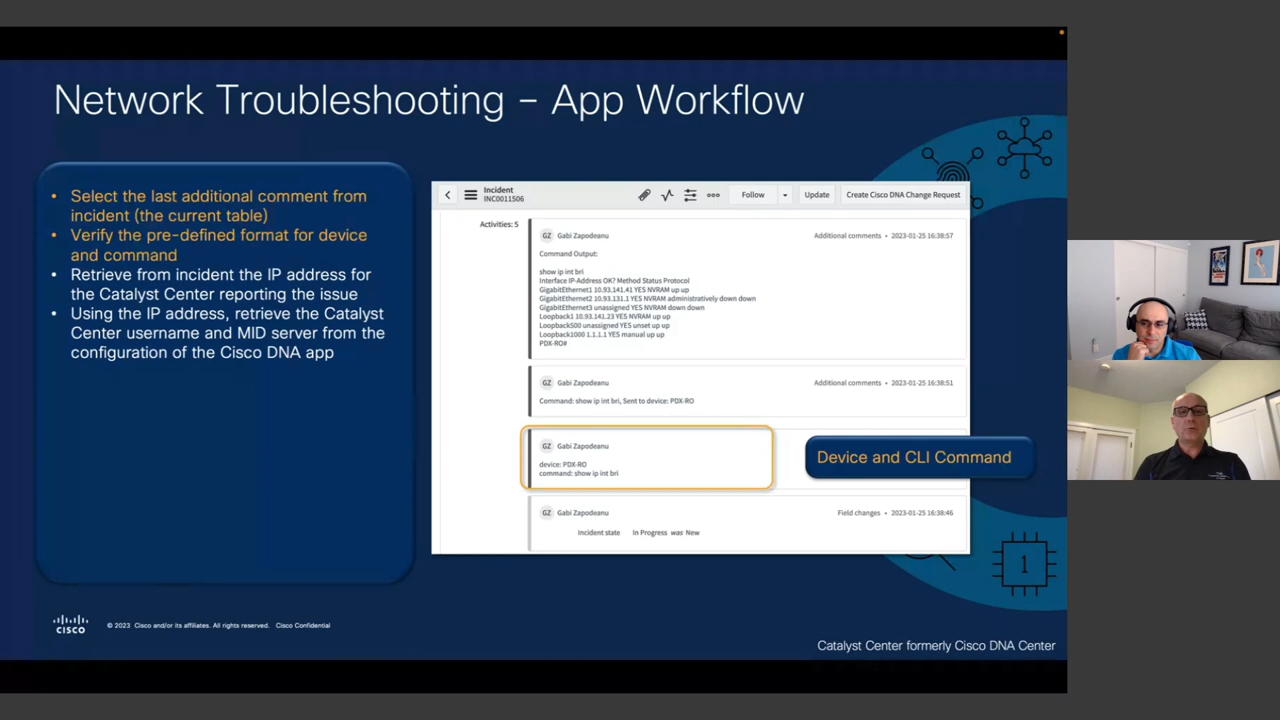 Network Troubleshooting – App Workflow
• Select the last additional comment from
incident (the current table)
• Verify the pre-defined format for device
and command
• Retrieve from incident the IP address for
the Catalyst Center reporting the issue
• Using the IP address, retrieve the Catalyst
Center username and MID server from the
configuration of the Cisco DNA app
Incident
INC0011506
Follow
Update
Create Cisco DNA Change Request
Activities: 5
GZ Gabi Zapodeanu
Additional comments • 2023-01-25 16:38:57
Command Output:
show ip int bri
Interface IP-Address OK? Method Status Protocol
GigabitEthernet1 10.93.141.41 YES NVRAM up up
GigabitEthernet2 10.93.131.1 YES NVRAM administratively down down
GigabitEthernet3 unassigned YES NVRAM down down
Loopback1 10.93.141.23 YES NVRAM up up
Loopback500 unassigned YES unset up up
Loopback1000 1.1.1.1 YES manual up up
PDX-RO#
GZ Gabi Zapodeanu
Additional comments • 2023-01-25 16:38:51
Command: show ip int bri, Sent to device: PDX-RO
GZ Gabi Zapodeanu
device: PDX-RO
command: show ip int bri
Device and CLI Command
GZ Gabi Zapodeanu
Field changes • 2023-01-25 16:38:46
Incident state In Progress was New
1
CISCO
© 2023 Cisco and/or its affiliates. All rights reserved. Cisco Confidential
Catalyst Center formerly Cisco DNA Center